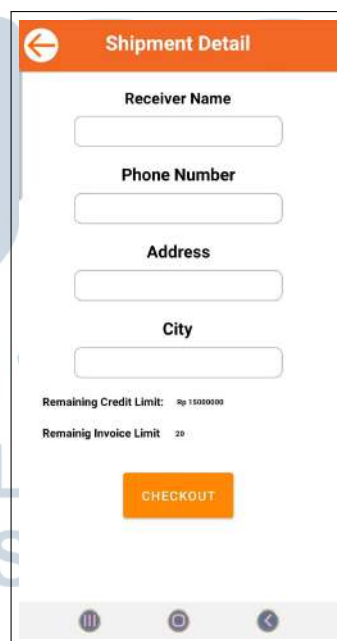 Shipment Detail
Receiver Name
Phone Number
Address
City
Remaining Credit Limit: Rp 15000000
Remainig Invoice Limit 20
CHECKOUT